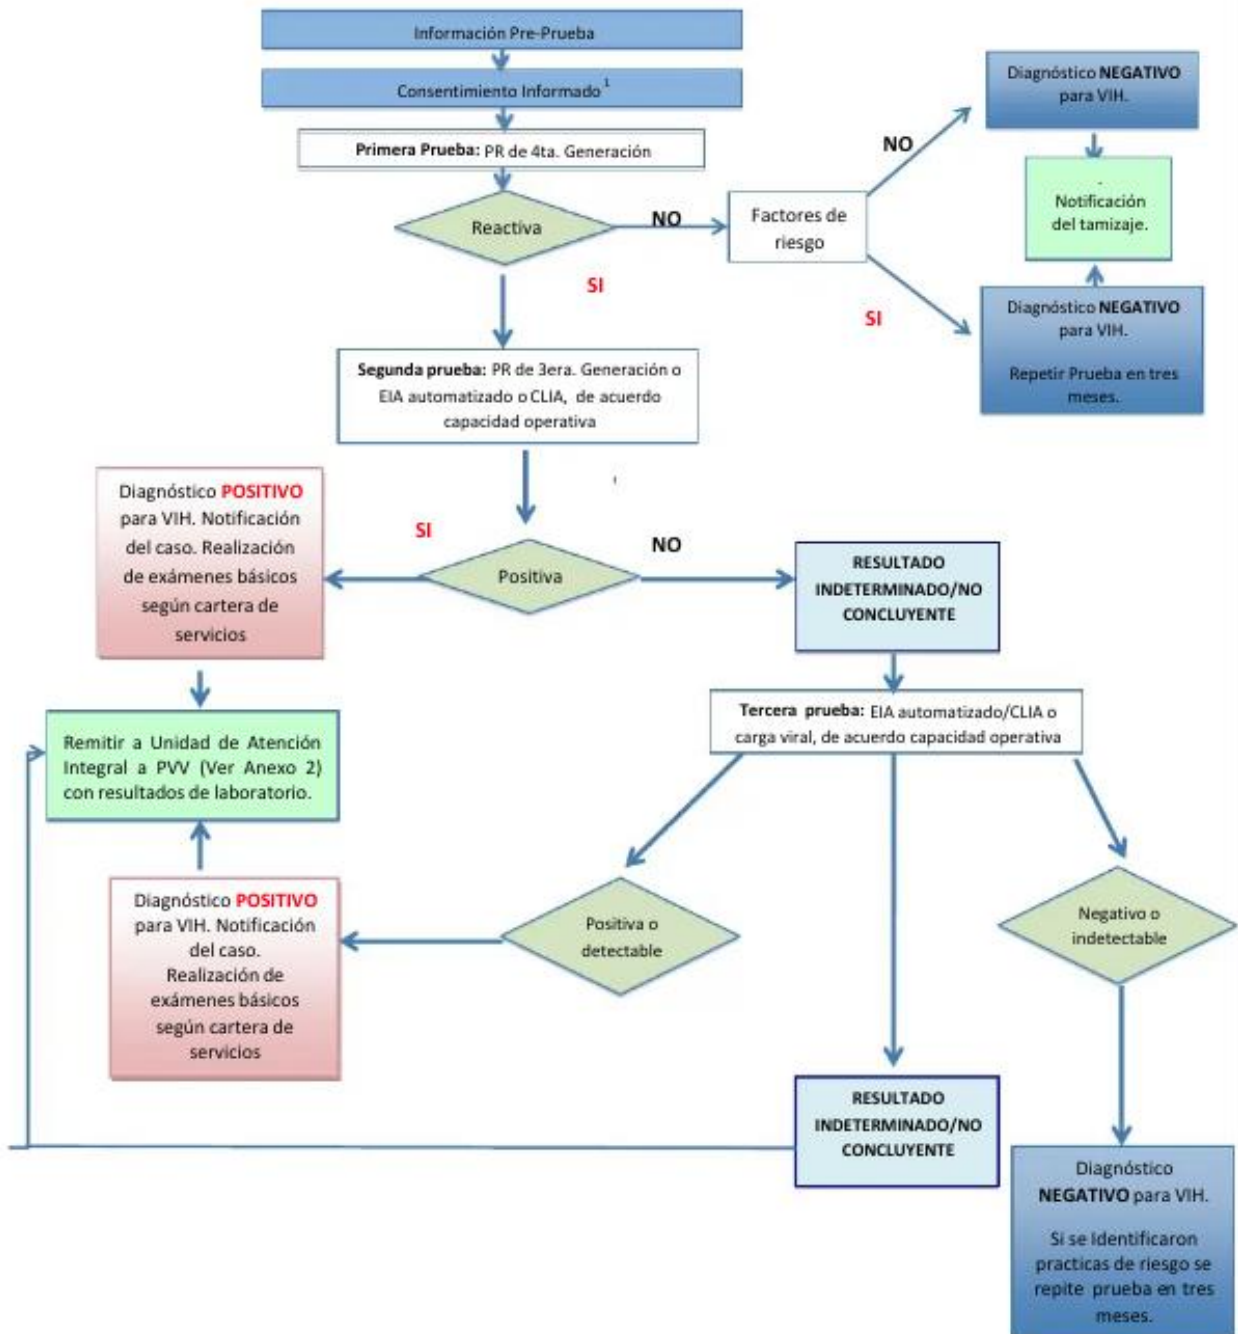 Información Pre-Prueba
Consentimiento Informado¹
Primera Prueba: PR de 4ta. Generación
Reactiva
NO
Factores de
riesgo
NO
Diagnóstico NEGATIVO
para VIH.
.
Notificación
del tamizaje.
SI
SI
Diagnóstico NEGATIVO
para VIH.
Repetir Prueba en tres
meses.
Segunda prueba: PR de 3era. Generación o
EIA automatizado o CLIA, de acuerdo
capacidad operativa
Diagnóstico POSITIVO
para VIH. Notificación
del caso. Realización
de exámenes básicos
según cartera de
servicios
SI
Positiva
NO
RESULTADO
INDETERMINADO/NO
CONCLUYENTE
Tercera prueba: EIA automatizado/CLIA o
carga viral, de acuerdo capacidad operativa
Remitir a Unidad de Atención
Integral a PVV (Ver Anexo 2)
con resultados de laboratorio.
Diagnóstico POSITIVO
para VIH. Notificación
del caso.
Realización de
exámenes básicos
según cartera de
servicios
Positiva o
detectable
Negativo o
indetectable
RESULTADO
INDETERMINADO/NO
CONCLUYENTE
Diagnóstico
NEGATIVO para VIH.
Si se Identificaron
practicas de riesgo se
repite prueba en tres
meses.